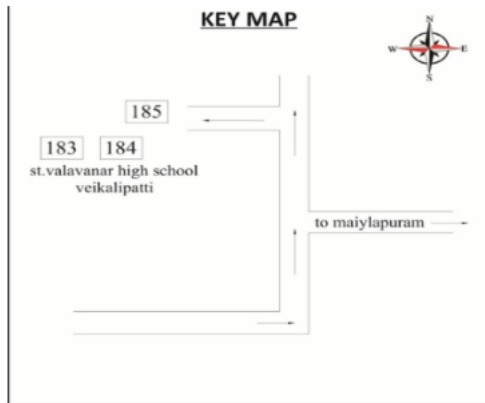 KEY MAP
N
W E
S
185
183 184
st.valavanar high school
veikalipatti
to maiylapuram